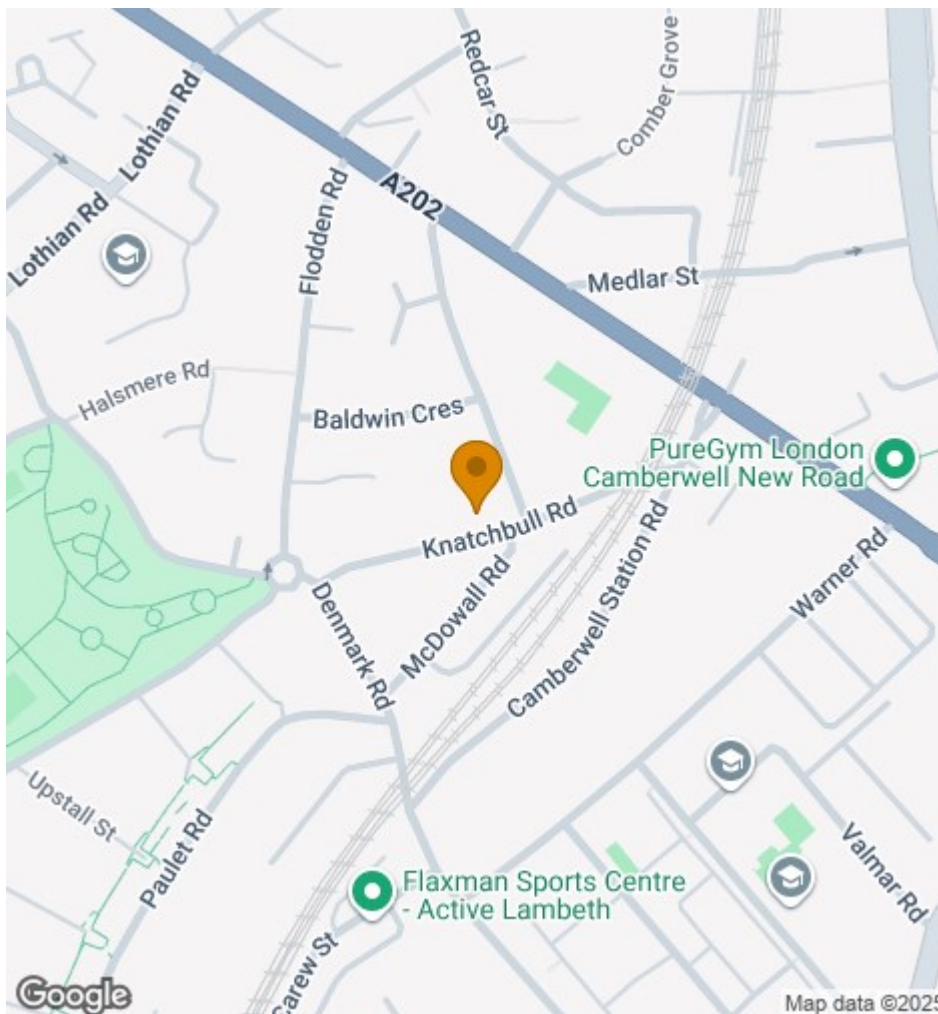 Lothian Rd
Redcar St
Comber Grove
Lothian Rd
Flodden Rd
A202
Medlar St
Halsmere Rd
Baldwin Cres
PureGym London
Camberwell New Road
Knatchbull Rd
Denmark Rd
McDowall Rd
Camberwell Station Rd
Warner Rd
Upstall St
Paulet Rd
Valmar Rd
Flaxman Sports Centre
- Active Lambeth
Carew St
Google
Map data ©2025